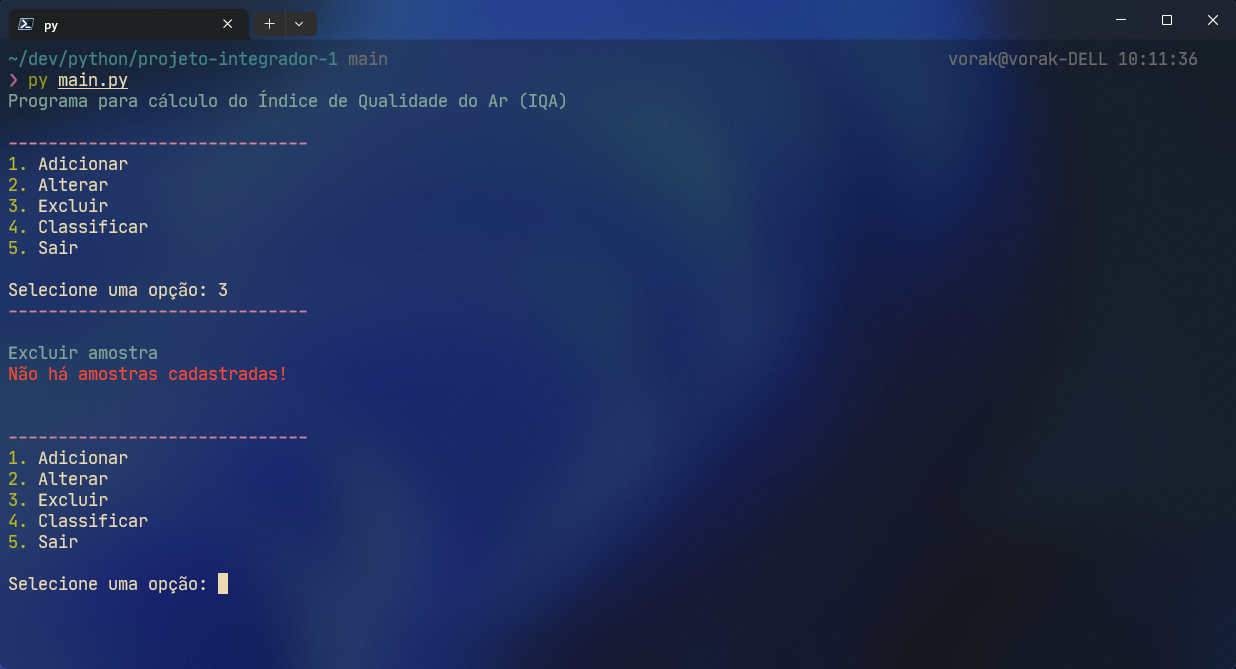 py
~/dev/python/projeto-integrador-1 main vorak@vorak-DELL 10:11:36
❯ py main.py
Programa para cálculo do Índice de Qualidade do Ar (IQA)
------------------------------
1. Adicionar
2. Alterar
3. Excluir
4. Classificar
5. Sair
Selecione uma opção: 3
------------------------------
Excluir amostra
Não há amostras cadastradas!
------------------------------
1. Adicionar
2. Alterar
3. Excluir
4. Classificar
5. Sair
Selecione uma opção: